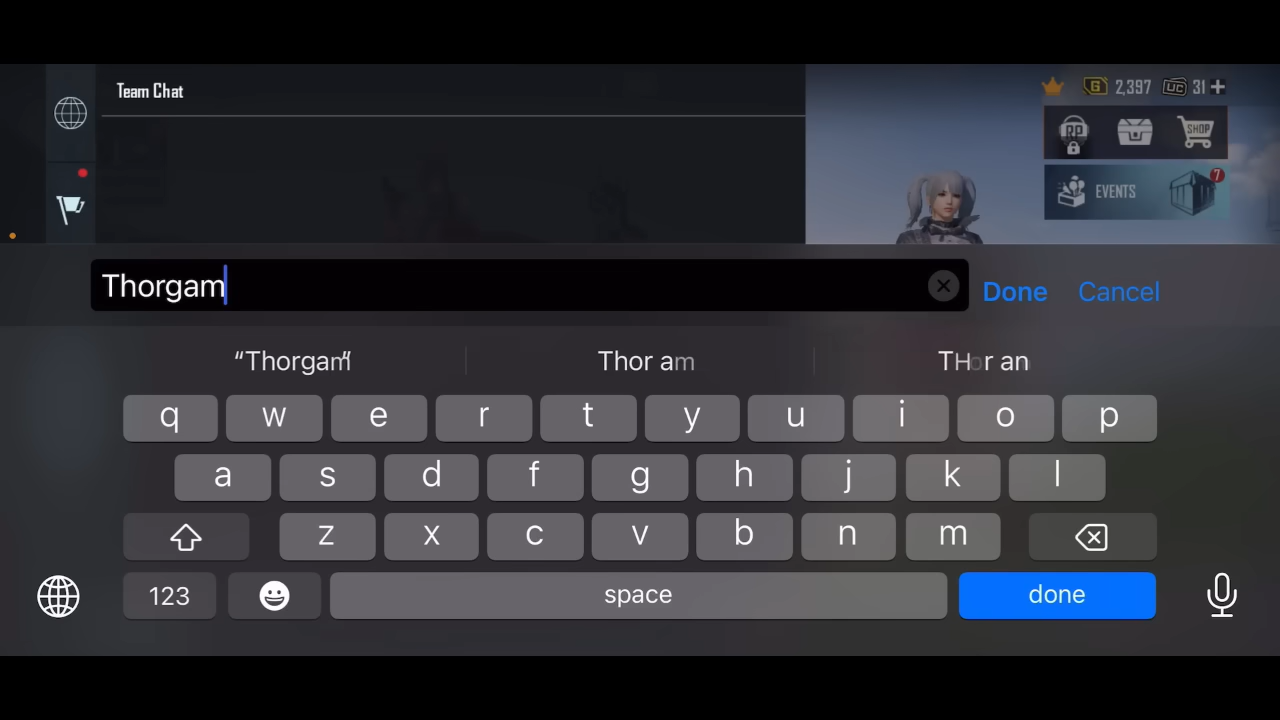 Team Chat
G 2,397 UC 31 +
RP SHOP
EVENTS 7
Thorgam
Done Cancel
“Thorgam“ Thor am
q w e r t y u i o p
a s d f g h j k l
z x c v b n m
123 space done